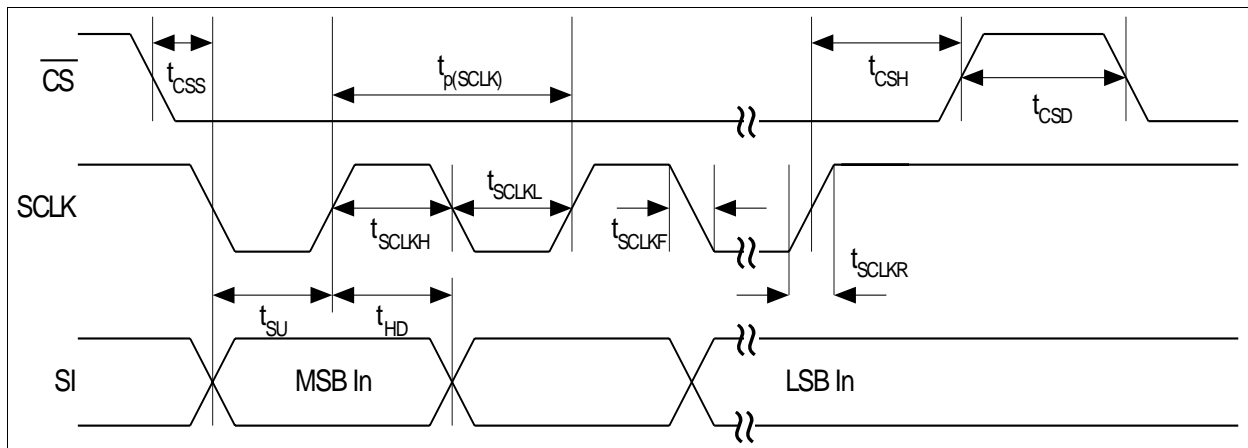 CS
tCSS
tp(SCLK)
tCSH
tCSD
SCLK
tSCLKH
tSCLKL
tSCLKF
tSCLKR
tSU
tHD
SI
MSB In
LSB In